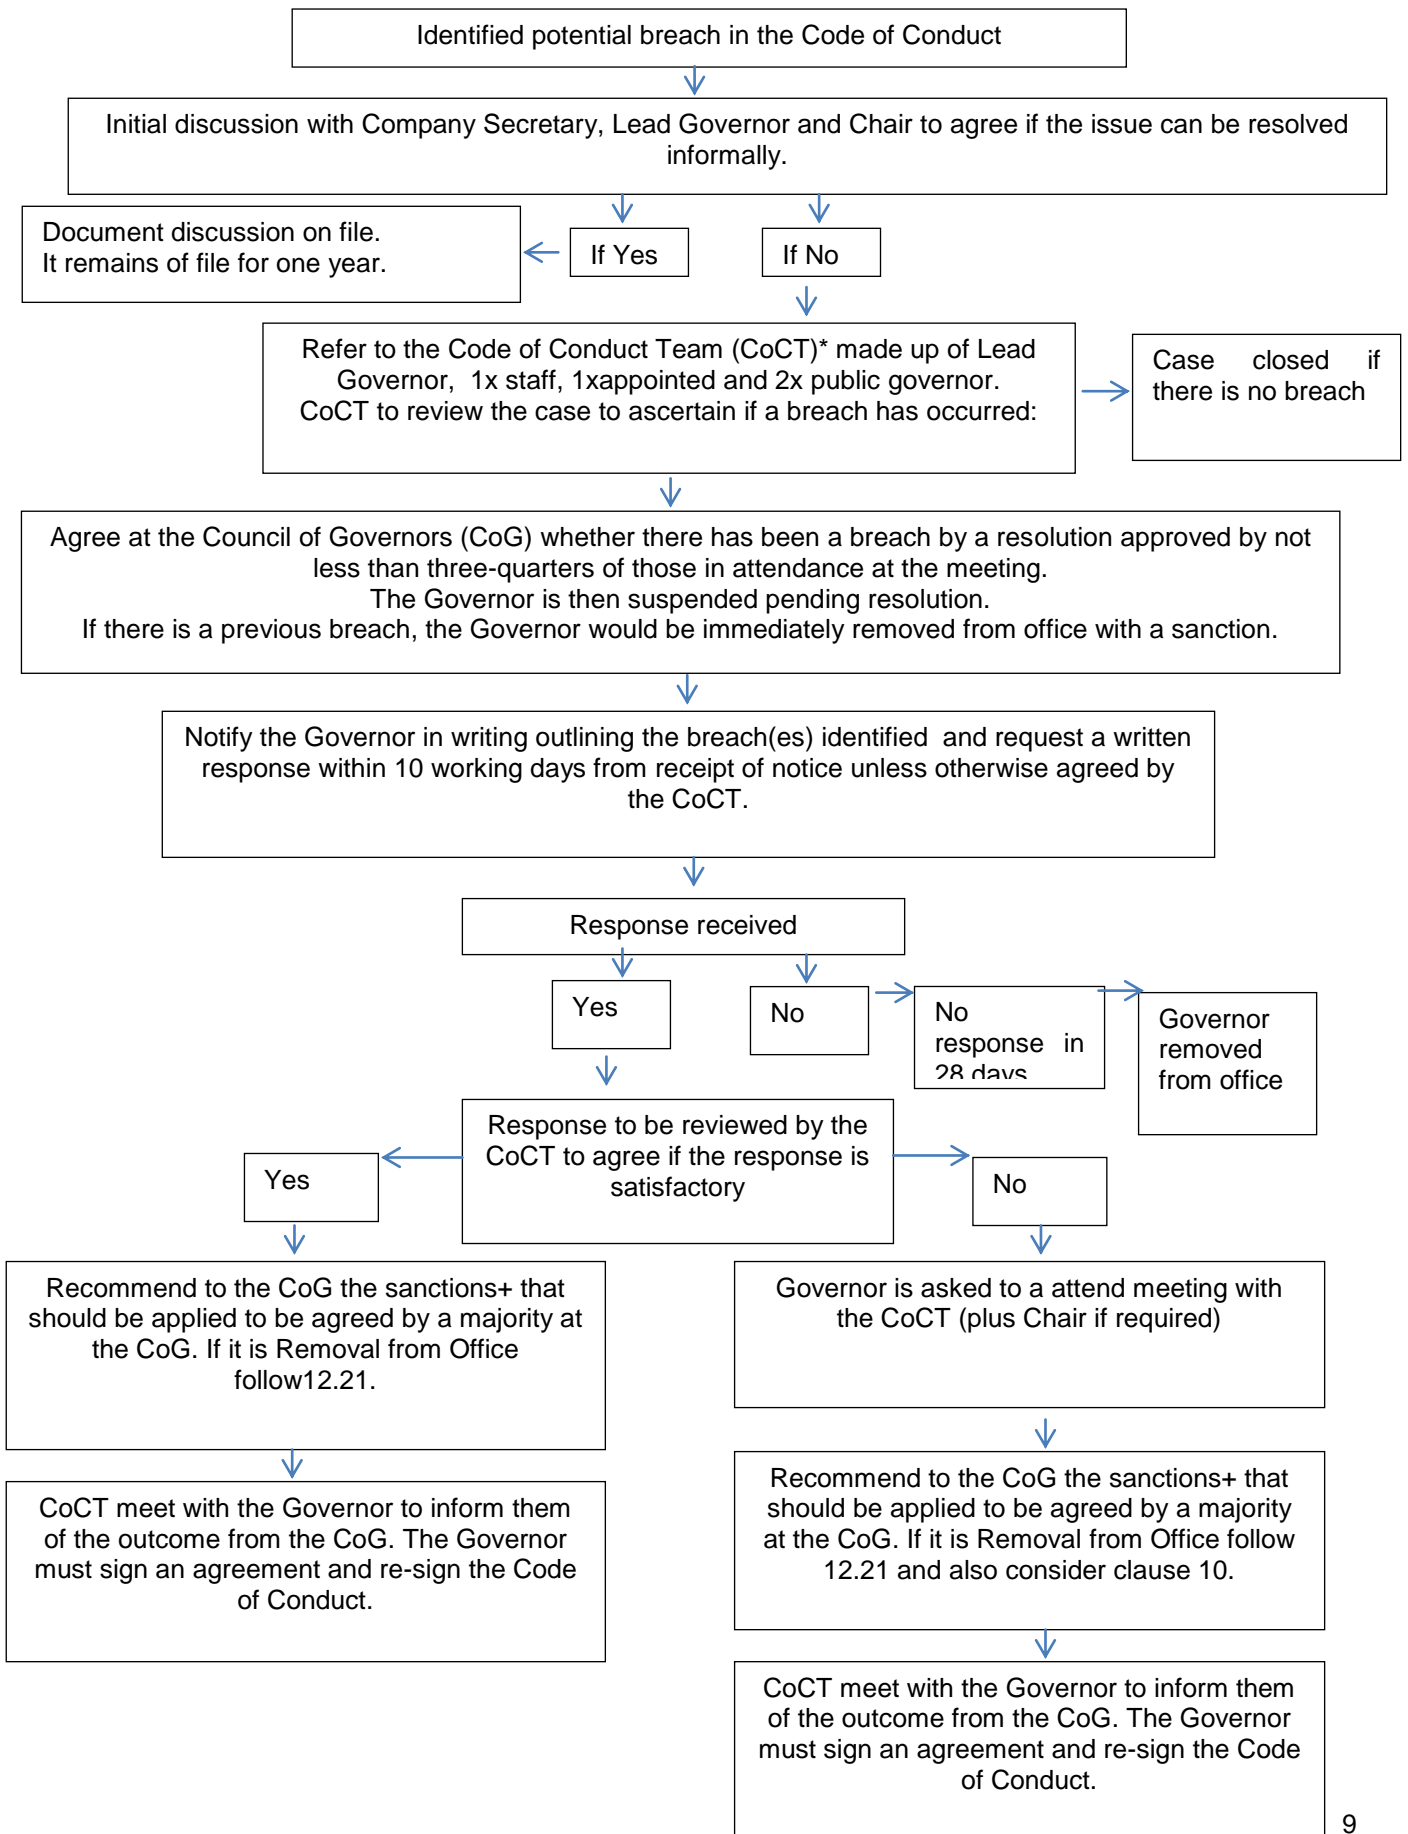 Identified potential breach in the Code of Conduct
Initial discussion with Company Secretary, Lead Governor and Chair to agree if the issue can be resolved
informally.
Document discussion on file.
It remains of file for one year.
If Yes
If No
Refer to the Code of Conduct Team (CoCT)* made up of Lead
Governor,  1x staff, 1xappointed and 2x public governor.
CoCT to review the case to ascertain if a breach has occurred:
Case closed if
there is no breach
Agree at the Council of Governors (CoG) whether there has been a breach by a resolution approved by not
less than three-quarters of those in attendance at the meeting.
The Governor is then suspended pending resolution.
If there is a previous breach, the Governor would be immediately removed from office with a sanction.
Notify the Governor in writing outlining the breach(es) identified  and request a written
response within 10 working days from receipt of notice unless otherwise agreed by
the CoCT.
Response received
Yes
No
No
response in
28 days
Governor
removed
from office
Response to be reviewed by the
CoCT to agree if the response is
satisfactory
Yes
No
Recommend to the CoG the sanctions+ that
should be applied to be agreed by a majority at
the CoG. If it is Removal from Office
follow12.21.
Governor is asked to a attend meeting with
the CoCT (plus Chair if required)
CoCT meet with the Governor to inform them
of the outcome from the CoG. The Governor
must sign an agreement and re-sign the Code
of Conduct.
Recommend to the CoG the sanctions+ that
should be applied to be agreed by a majority
at the CoG. If it is Removal from Office follow
12.21 and also consider clause 10.
CoCT meet with the Governor to inform them
of the outcome from the CoG. The Governor
must sign an agreement and re-sign the Code
of Conduct.
9